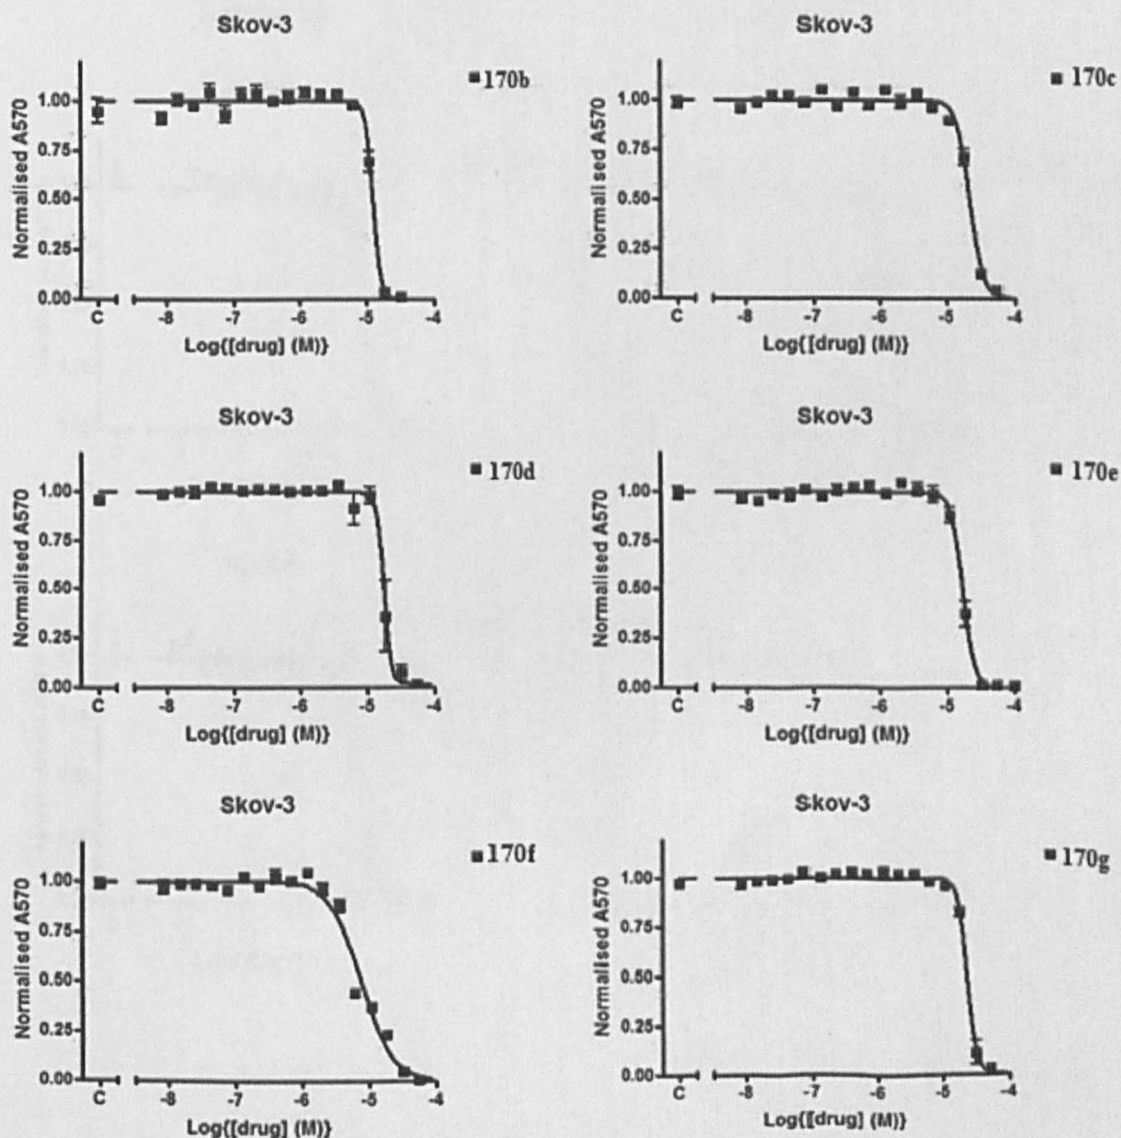 Skov-3
170b
Normalised A570
1.00
0.75
0.50
0.25
0.00
C -8 -7 -6 -5 -4
Log{[drug] (M)}
Skov-3
170c
Normalised A570
1.00
0.75
0.50
0.25
0.00
C -8 -7 -6 -5 -4
Log{[drug] (M)}
Skov-3
170d
Normalised A570
1.00
0.75
0.50
0.25
0.00
C -8 -7 -6 -5 -4
Log{[drug] (M)}
Skov-3
170e
Normalised A570
1.00
0.75
0.50
0.25
0.00
C -8 -7 -6 -5 -4
Log{[drug] (M)}
Skov-3
170f
Normalised A570
1.00
0.75
0.50
0.25
0.00
C -8 -7 -6 -5 -4
Log{[drug] (M)}
Skov-3
170g
Normalised A570
1.00
0.75
0.50
0.25
0.00
C -8 -7 -6 -5 -4
Log{[drug] (M)}